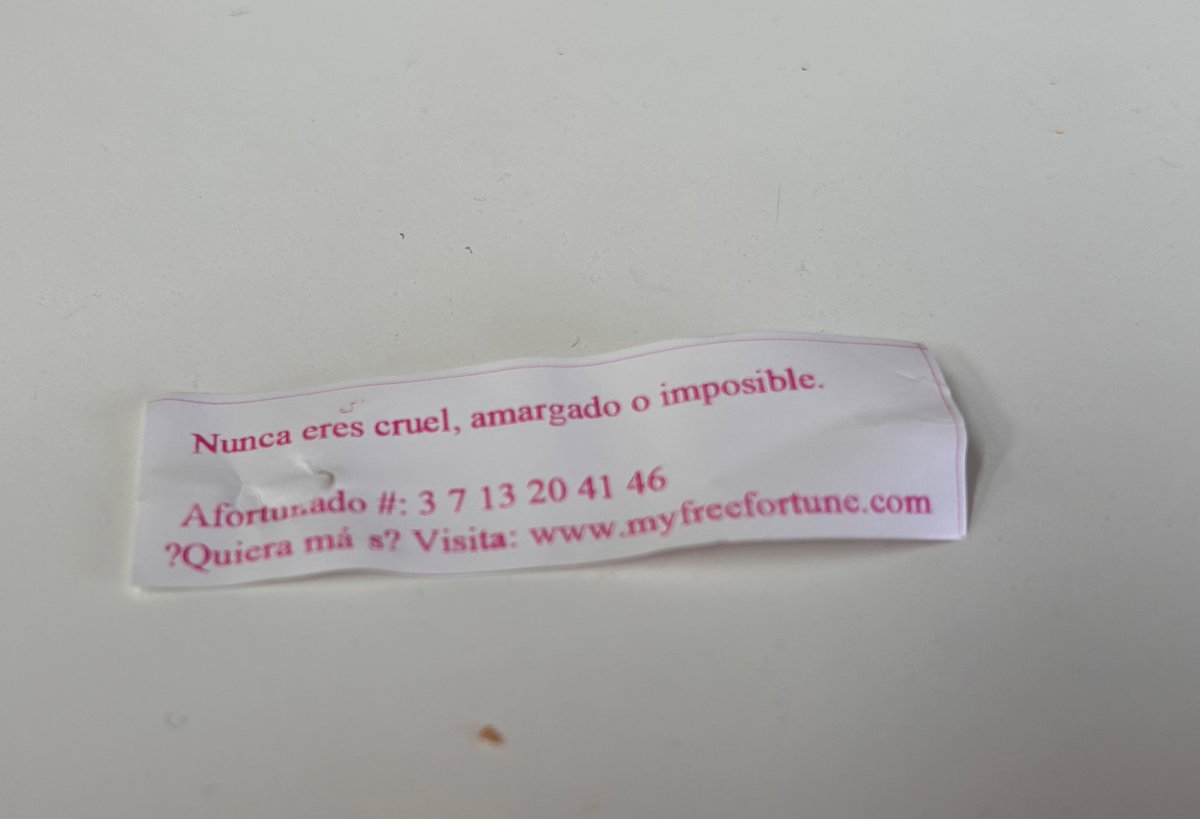 Nunca eres cruel, amargado o imposible.
Afortunado #: 3 7 13 20 41 46
?Quiera má s? Visita: www.myfreefortune.com